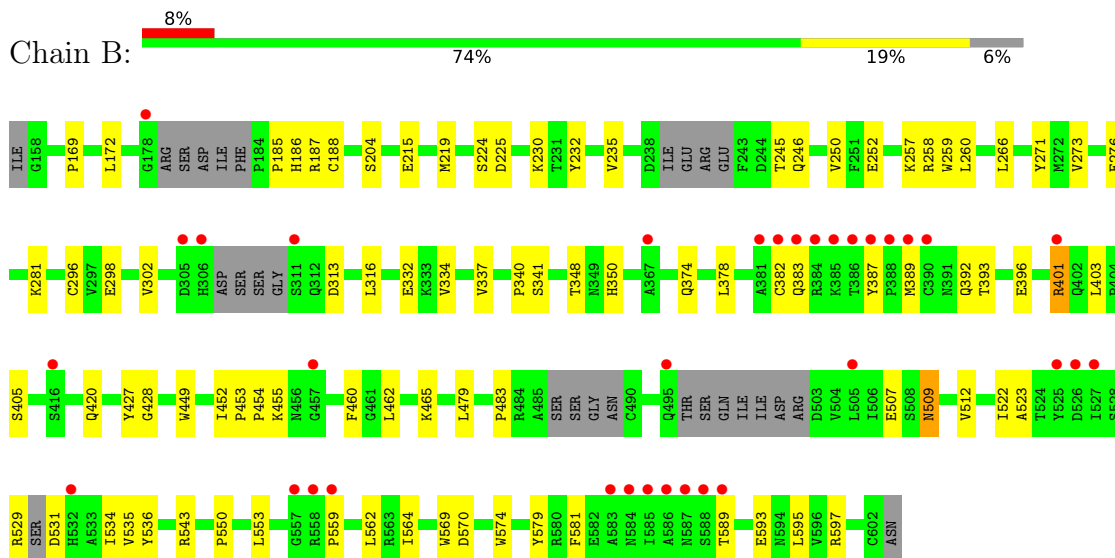 8%
Chain B:
74% 19% 6%
ILE G158 P169 L172 G178 ARG SER ASP ILE PHE P184 P185 H186 R187 C188 S204 E215 M219 S224 D225 K230 T231 Y232 V235 D238 ILE GLU ARG GLU F243 D244 T245 Q246 V250 F251 E252 K257 R258 W259 L260 L266 Y271 M272 V273
K281 C296 V297 E298 V302 D305 H306 ASP SER SER GLY S311 Q312 D313 L316 E332 K333 V334 V337 P340 S341 T348 N349 H350 A367 Q374 L378 A381 C382 Q383 R384 K385 T386 Y387 P388 M389 C390 N391 Q392 T393 E396 R401 Q402 L403
S405 S416 Q420 Y427 G428 W449 I452 P453 P454 K455 N456 G457 F460 G461 L462 K465 L479 P483 R484 A485 SER SER GLY ASN C490 Q495 THR SER GLN ILE ILE ASP ARG D503 V504 L505 I506 E507 S508 N509 V512 I522 A523 T524 Y525 D526 I527
R529 SER D531 H532 A533 I534 V535 Y536 R543 P550 L553 G557 R558 P559 L562 R563 I564 W569 D570 W574 Y579 R580 F581 E582 A583 N584 I585 A586 N587 S588 T589 E593 N594 L595 V596 R597 C602 ASN